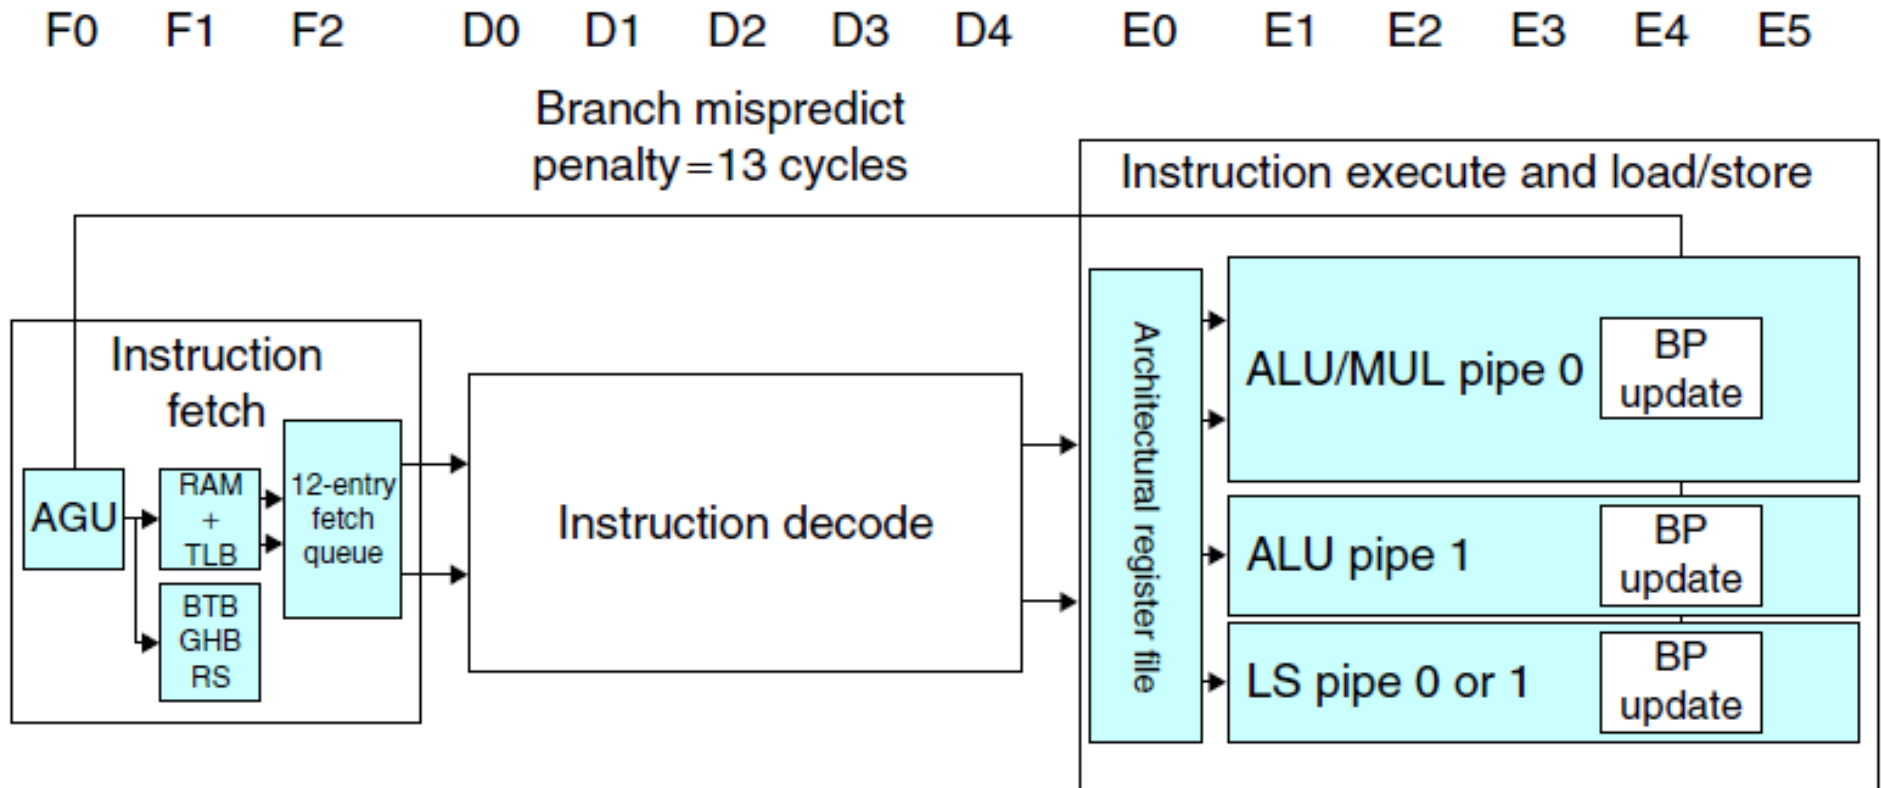 F0 F1 F2 D0 D1 D2 D3 D4 E0 E1 E2 E3 E4 E5
Branch mispredict
penalty=13 cycles
Instruction execute and load/store
Instruction
fetch
AGU
RAM
+
TLB
BTB
GHB
RS
12-entry
fetch
queue
Instruction decode
Architectural register file
ALU/MUL pipe 0
BP
update
ALU pipe 1
BP
update
LS pipe 0 or 1
BP
update